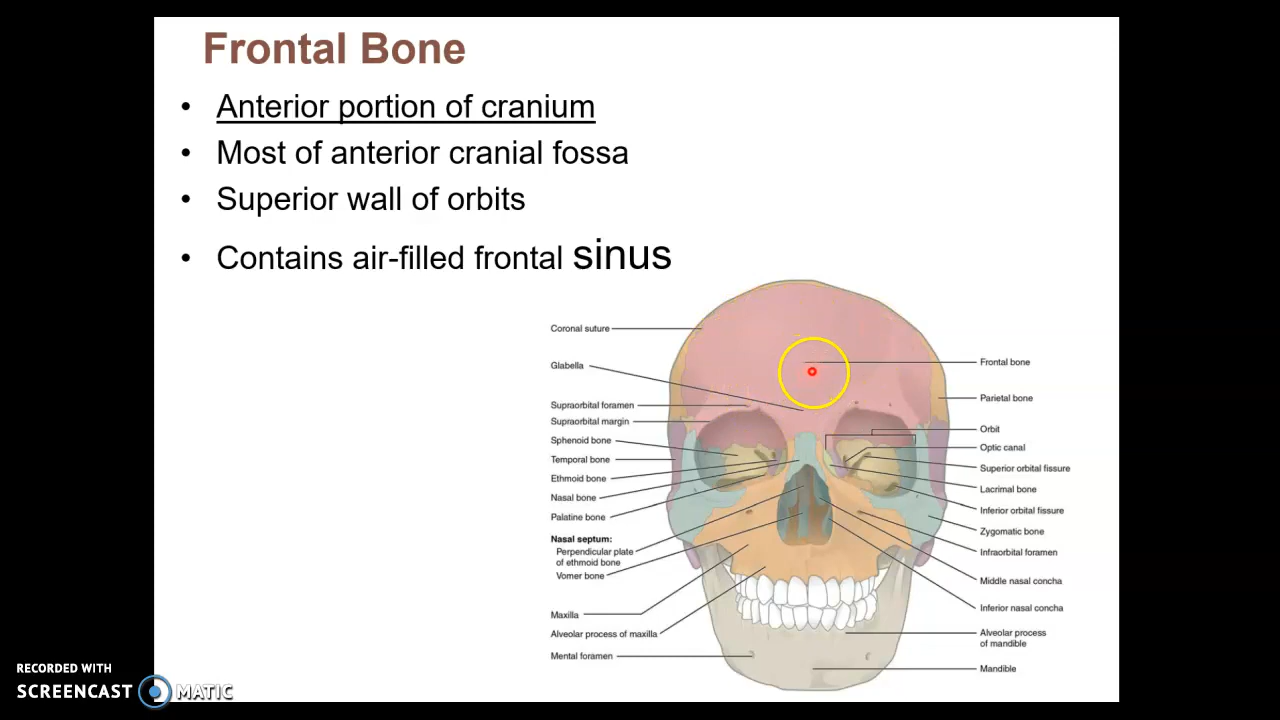 Frontal Bone
• Anterior portion of cranium
• Most of anterior cranial fossa
• Superior wall of orbits
• Contains air-filled frontal sinus
Coronal suture
Glabella
Supraorbital foramen
Supraorbital margin
Sphenoid bone
Temporal bone
Ethmoid bone
Nasal bone
Palatine bone
Nasal septum:
Perpendicular plate
of ethmoid bone
Vomer bone
Maxilla
Alveolar process of maxilla
Mental foramen
Frontal bone
Parietal bone
Orbit
Optic canal
Superior orbital fissure
Lacrimal bone
Inferior orbital fissure
Zygomatic bone
Infraorbital foramen
Middle nasal concha
Inferior nasal concha
Alveolar process
of mandible
Mandible
RECORDED WITH
SCREENCAST MATIC